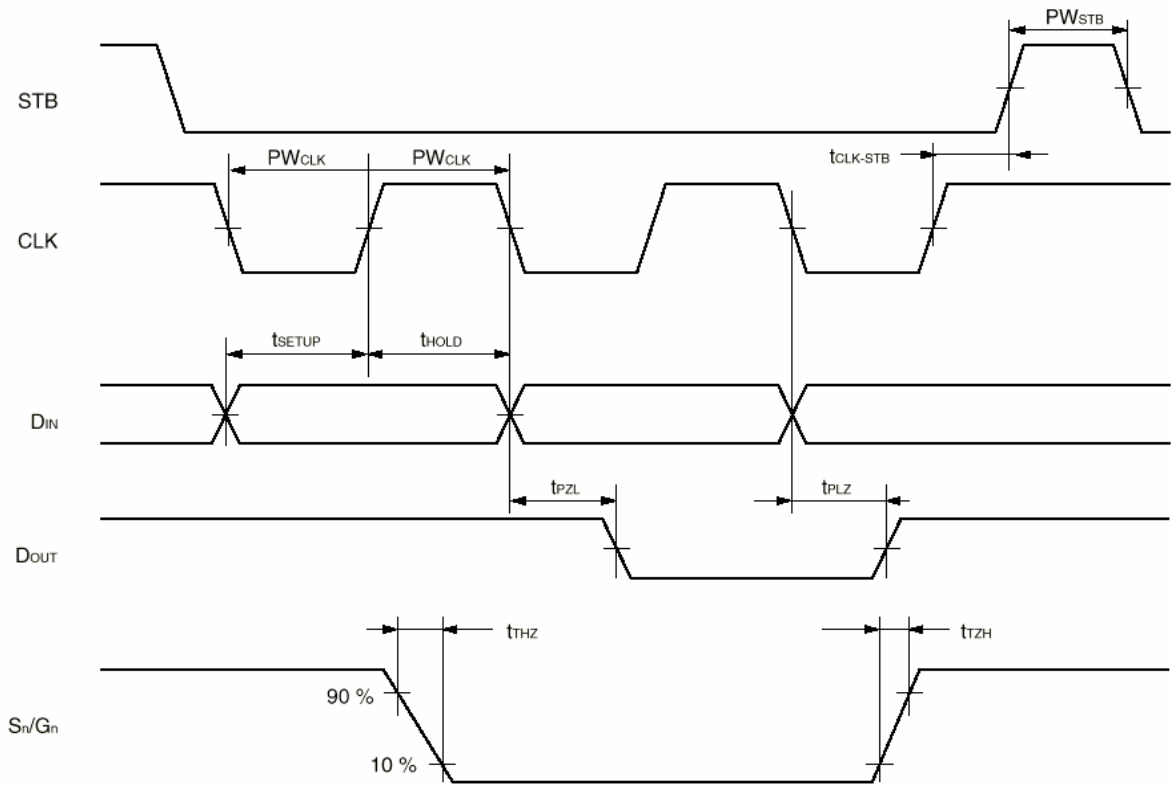 PWSTB
STB
PWCLK PWCLK tCLK-STB
CLK
tSETUP tHOLD
DIN
tPZL tPLZ
DOUT
tTHZ tTZH
90 %
Sn/Gn
10 %